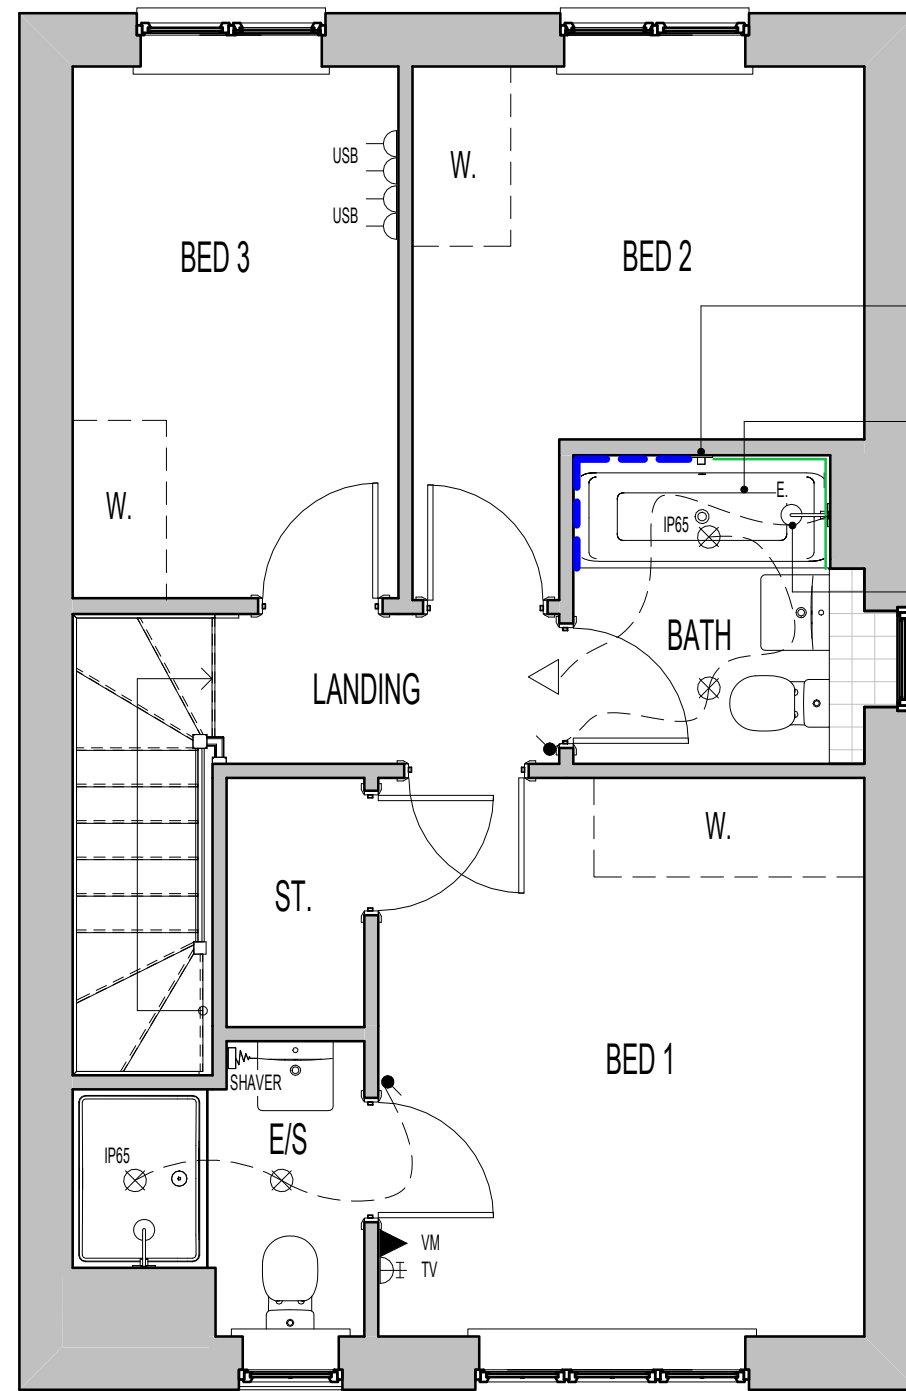 USB
USB
W.
BED 3
BED 2
W.
E.
IP65
BATH
LANDING
W.
ST.
BED 1
SHAVER
E/S
IP65
VM
TV